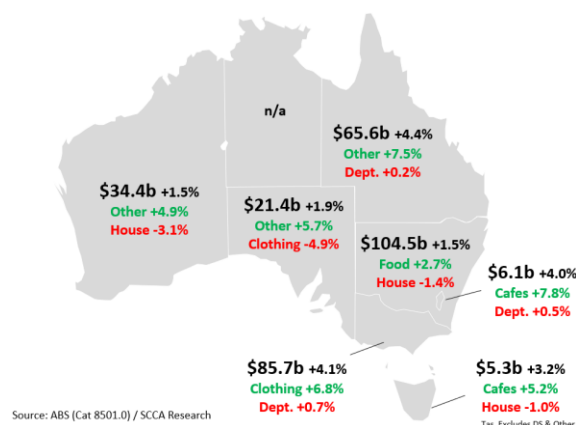 n/a
$65.6b +4.4%
Other +7.5%
Dept. +0.2%
$34.4b +1.5%
Other +4.9%
House -3.1%
$21.4b +1.9%
Other +5.7%
Clothing -4.9%
$104.5b +1.5%
Food +2.7%
House -1.4%
$6.1b +4.0%
Cafes +7.8%
Dept. +0.5%
$85.7b +4.1%
Clothing +6.8%
Dept. +0.7%
$5.3b +3.2%
Cafes +5.2%
House -1.0%
Source: ABS (Cat 8501.0) / SCCA Research
Tas. Excludes DS & Other